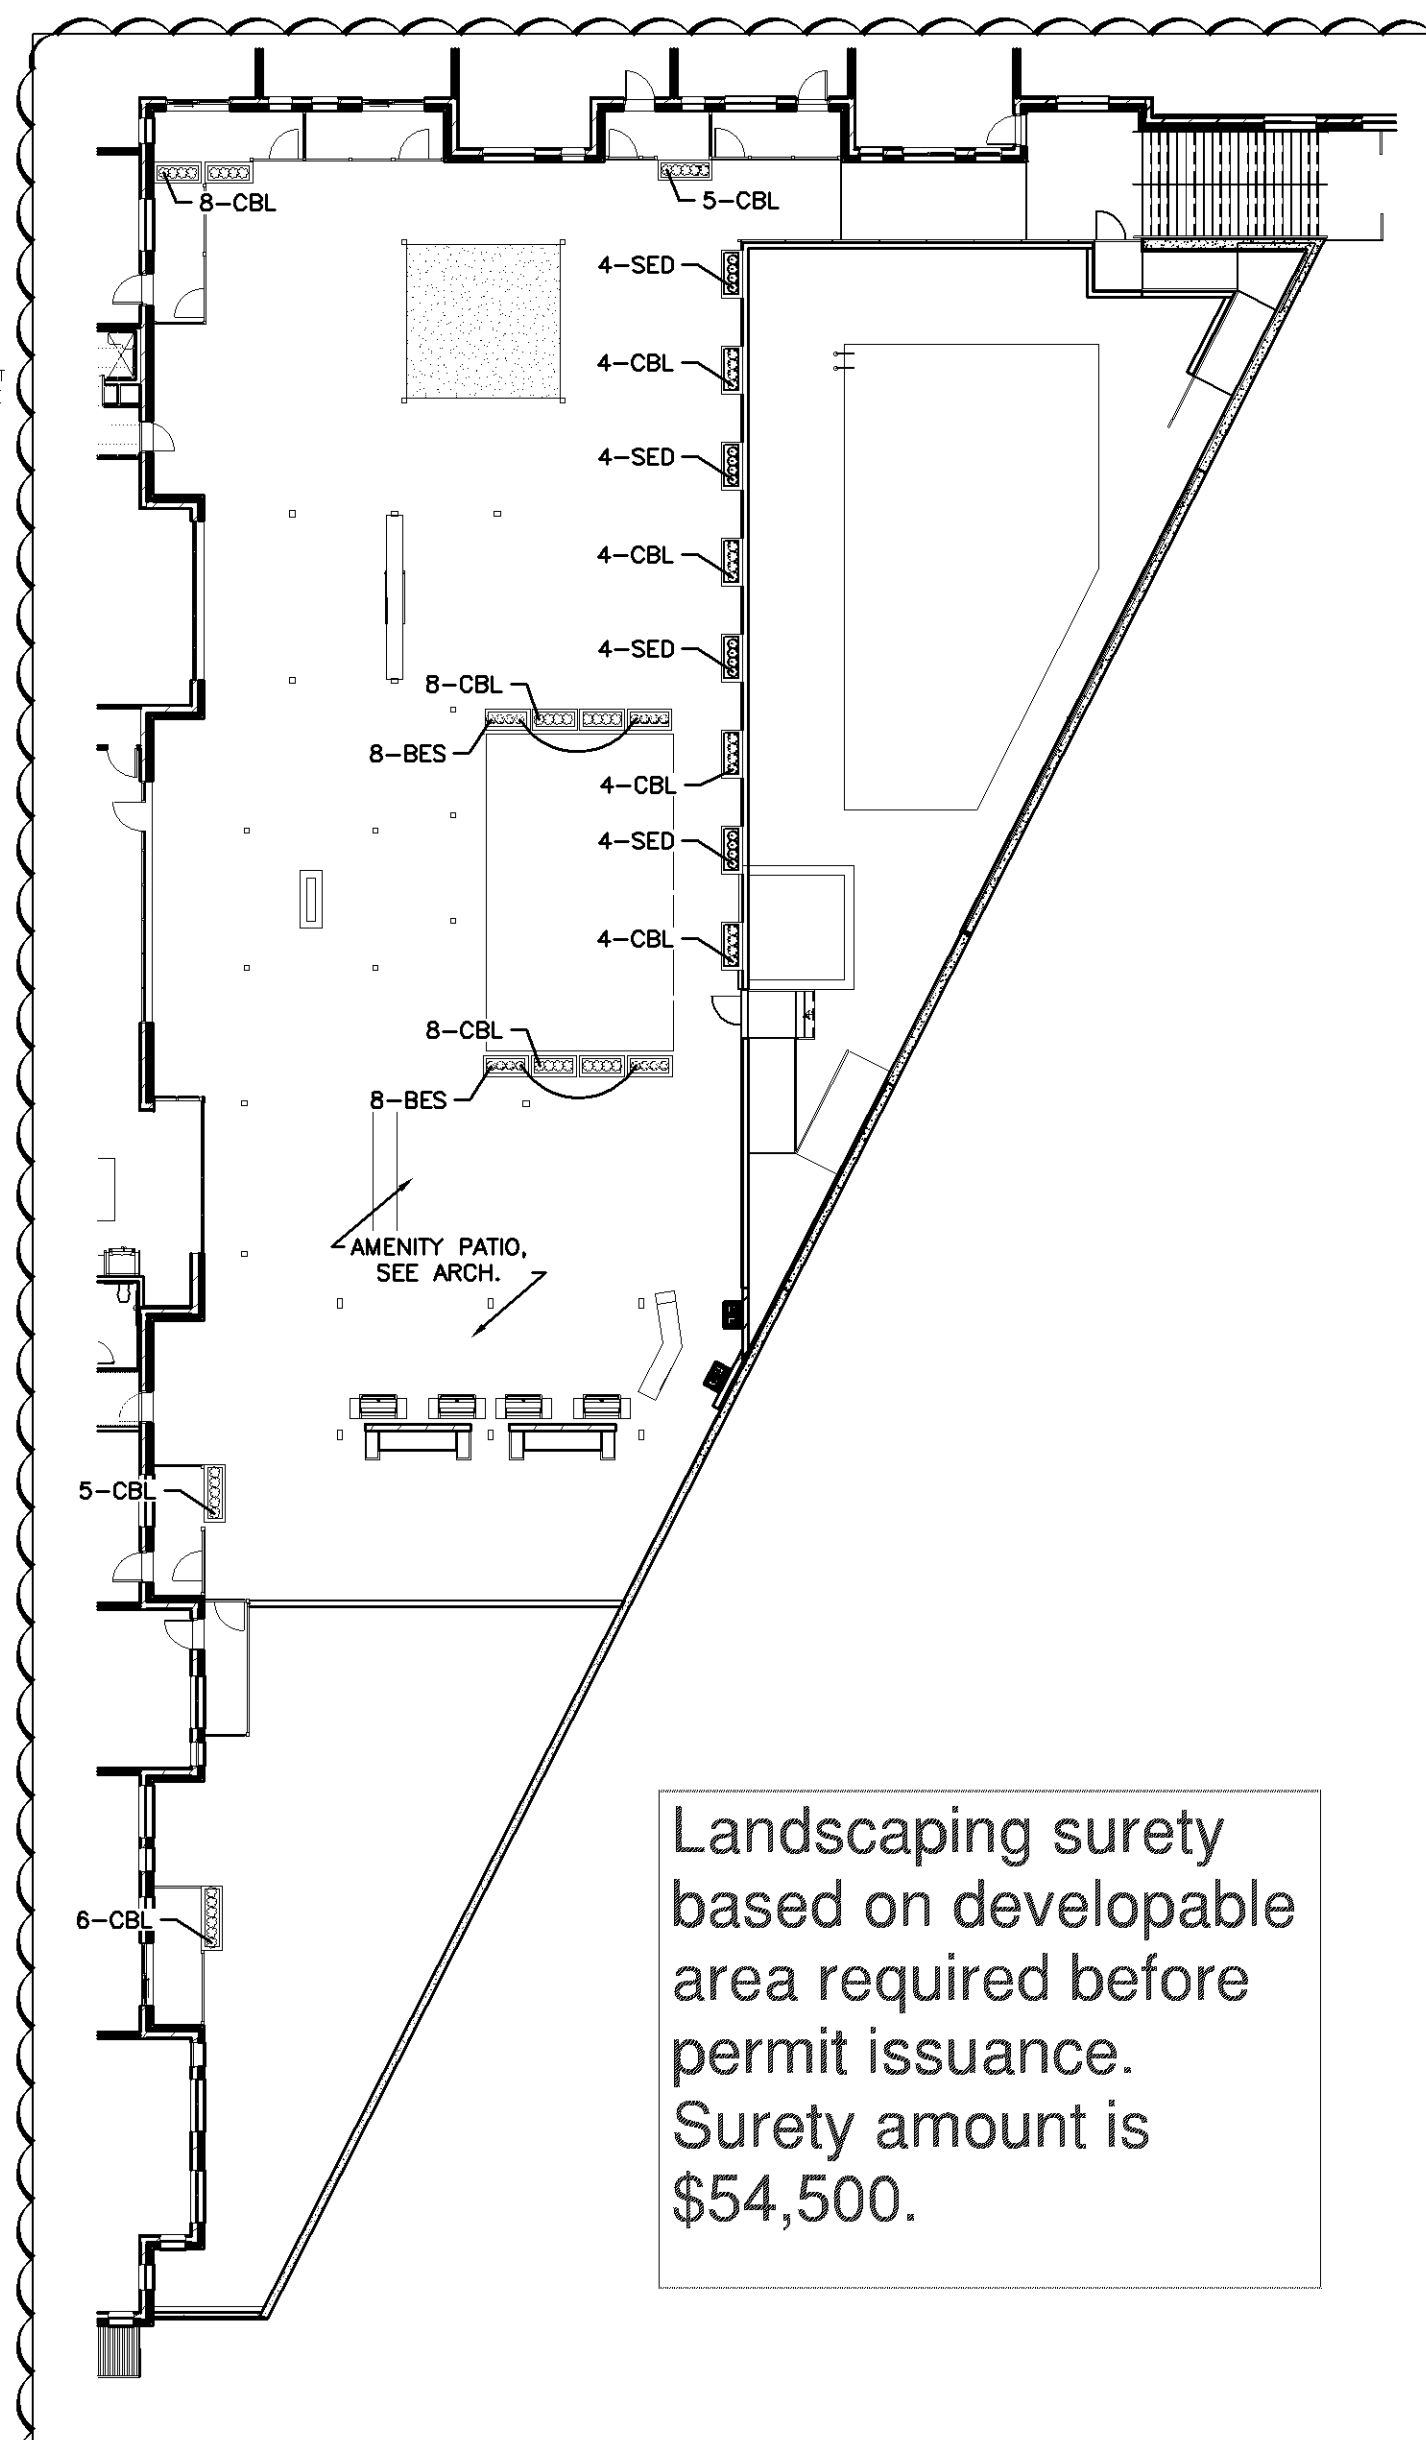 8-CBL
5-CBL
4-SED
4-CBL
4-SED
4-CBL
4-SED
8-CBL
8-BES
4-CBL
4-SED
4-CBL
8-CBL
8-BES
AMENITY PATIO,
SEE ARCH.
5-CBL
6-CBL
Landscaping surety
based on developable
area required before
permit issuance.
Surety amount is
$54,500.